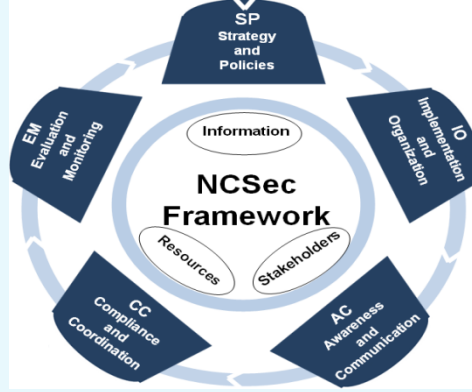 SP
Strategy
and
Policies
IO
Implementation
and
Organization
AC
Awareness
and
Communication
CC
Compliance
and
Coordination
EM
Evaluation
and
Monitoring
Information
NCSec
Framework
Resources
Stakeholders